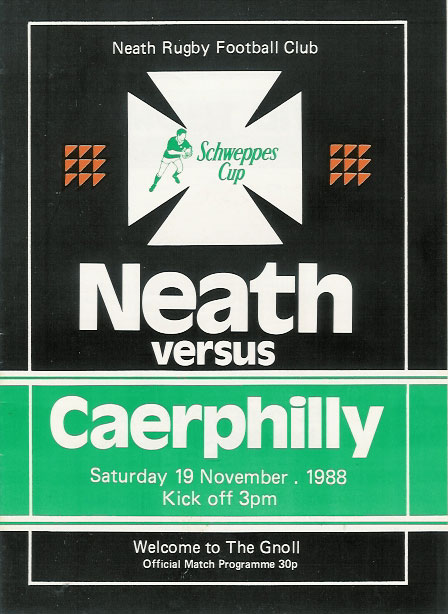 Neath Rugby Football Club
Schweppes
Cup
Neath
versus
Caerphilly
Saturday 19 November . 1988
Kick off 3pm
Welcome to The Gnoll
Official Match Programme 30p